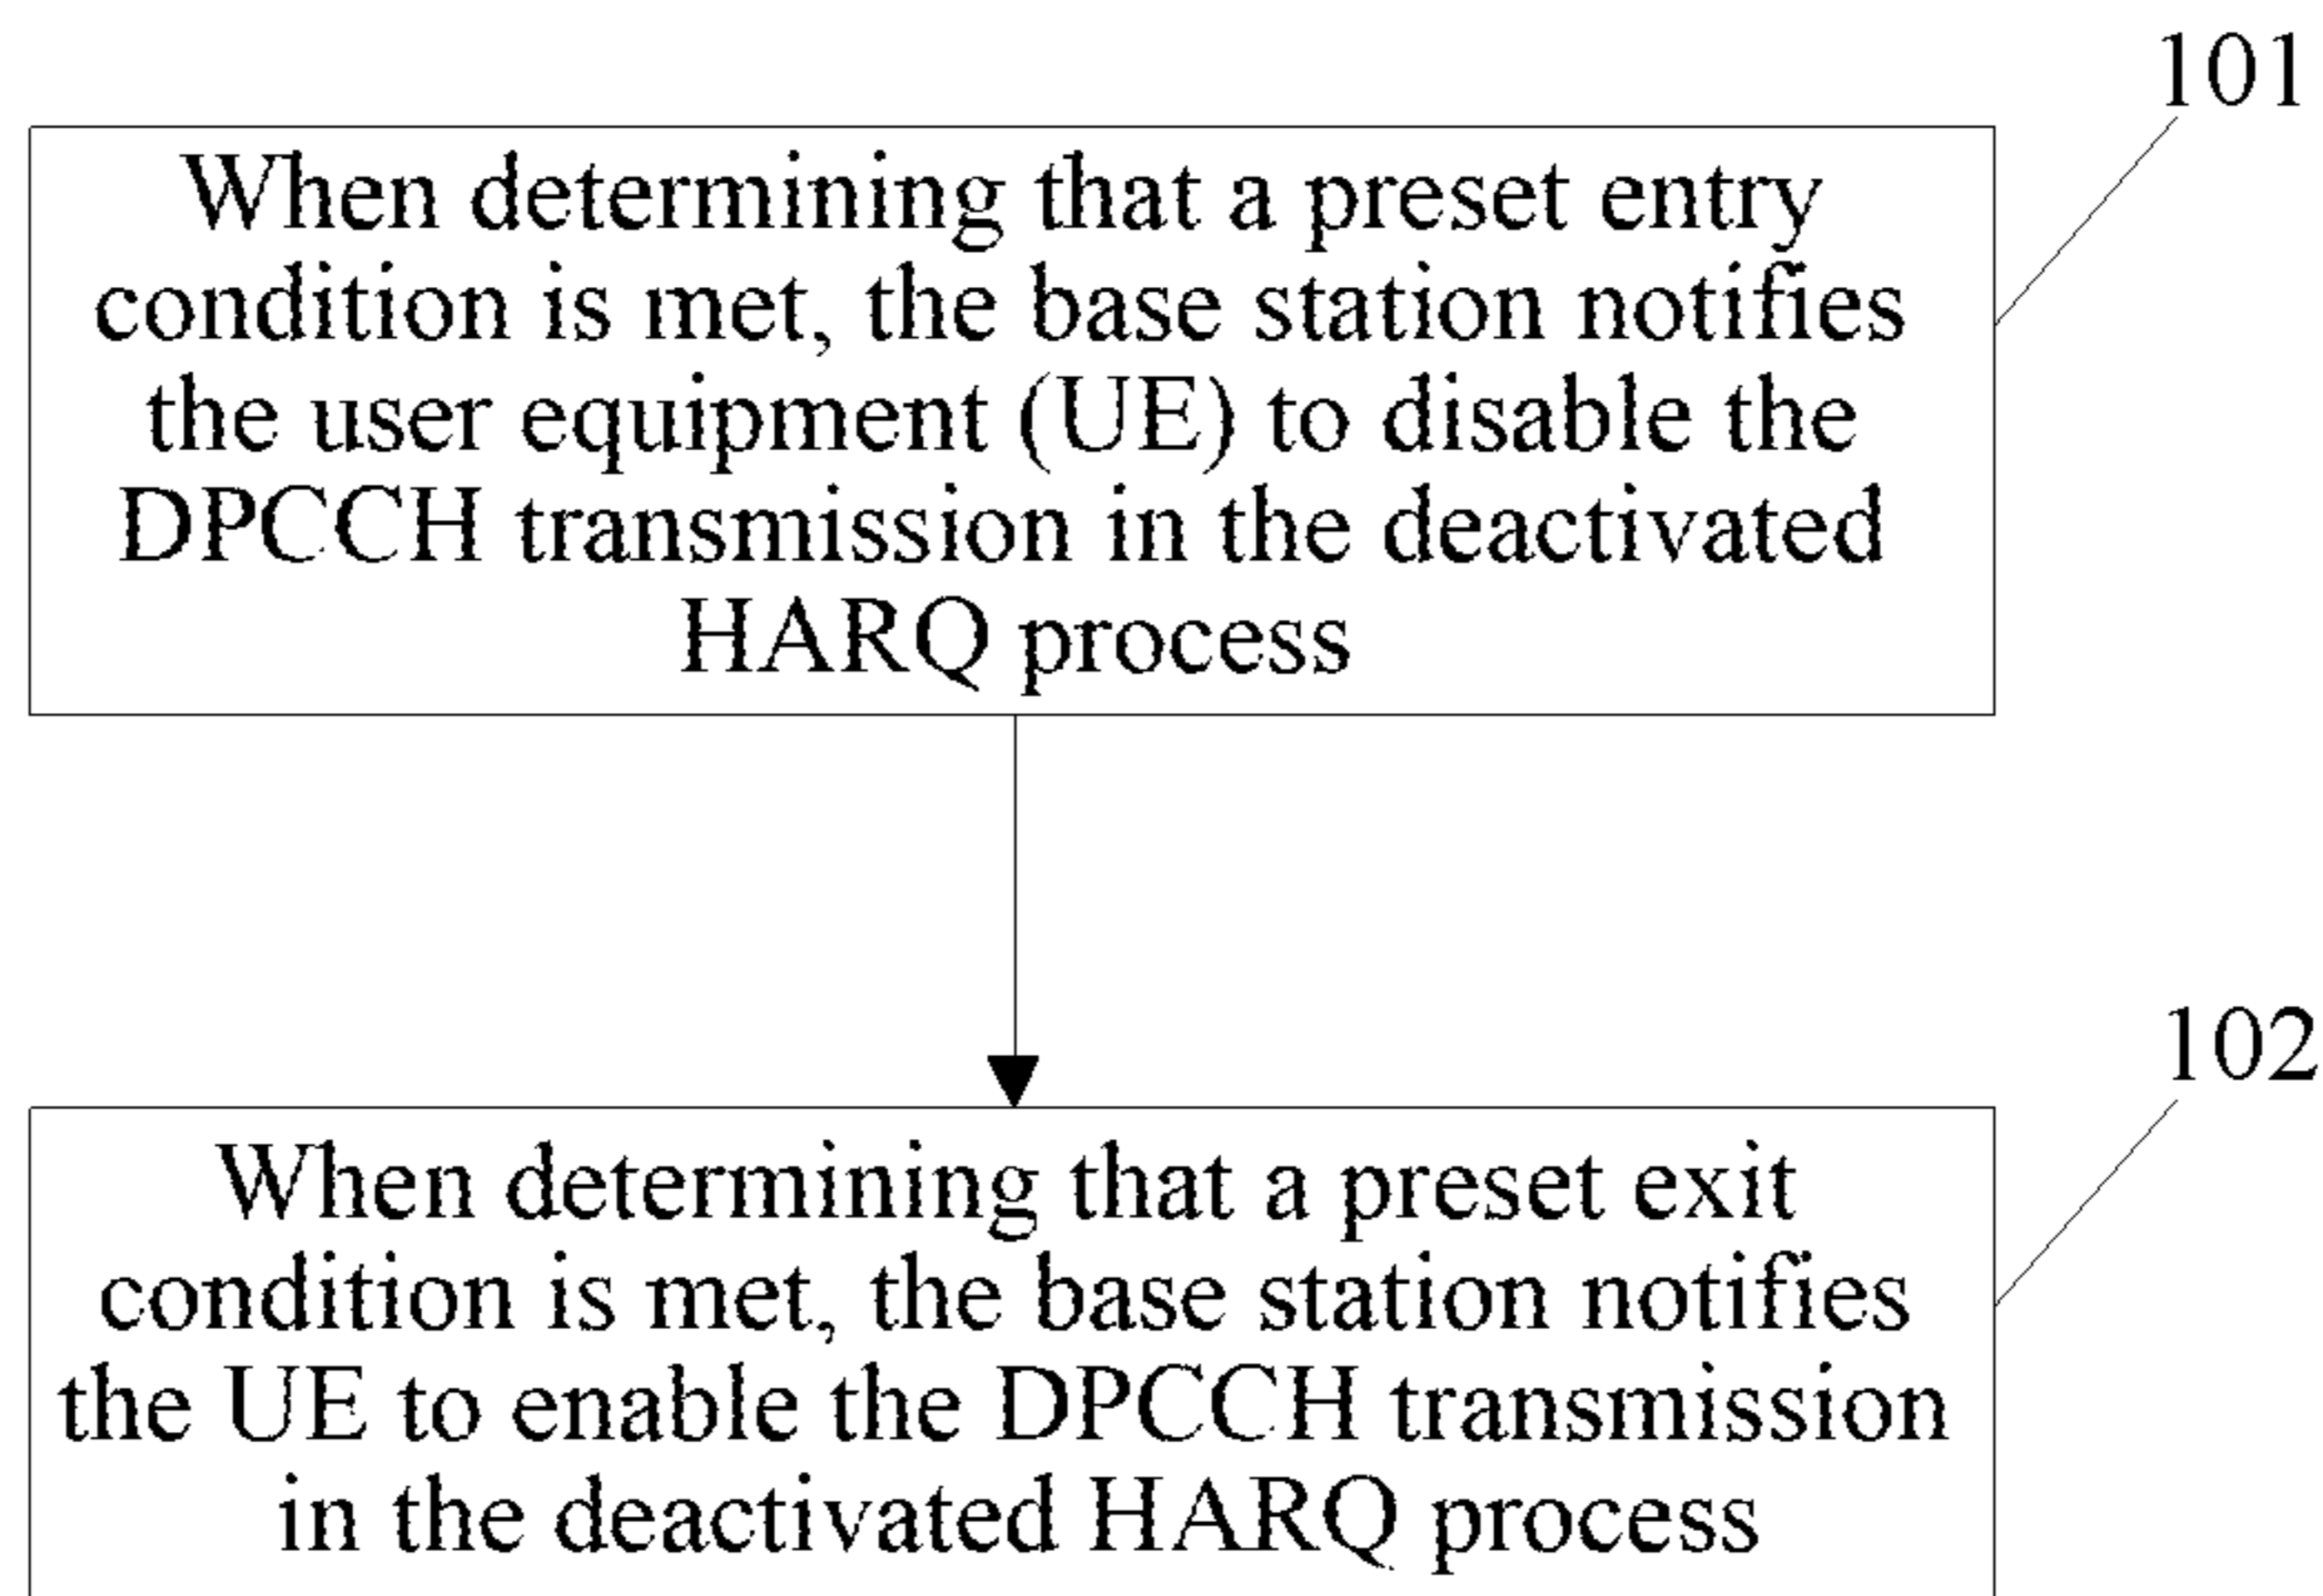 101
When determining that a preset entry
condition is met, the base station notifies
the user equipment (UE) to disable the
DPCCH transmission in the deactivated
HARQ process
102
When determining that a preset exit
condition is met, the base station notifies
the UE to enable the DPCCH transmission
in the deactivated HARQ process